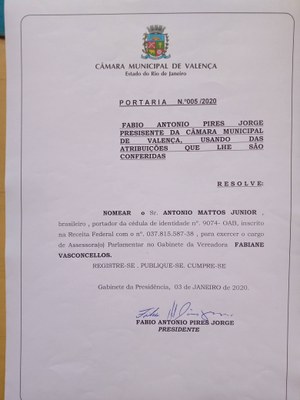 CÂMARA MUNICIPAL DE VALENÇA
Estado do Rio de Janeiro
PORTARIA N.º005 /2020
FABIO ANTONIO PIRES JORGE
PRESISENTE DA CÂMARA MUNICIPAL
DE VALENÇA, USANDO DAS
ATRIBUIÇÕES QUE LHE SÃO
CONFERIDAS
RESOLVE:
NOMEAR o Sr. ANTONIO MATTOS JUNIOR ,
brasileiro , portador da cédula de identidade nº. 9074- OAB, inscrito
na Receita Federal com o nº. 037.815.587-38 , para exercer o cargo
de Assessora(o) Parlamentar no Gabinete da Vereadora FABIANE
VASCONCELLOS.
REGISTRE-SE . PUBLIQUE-SE. CUMPRE-SE
Gabinete da Presidência, 03 DE JANEIRO DE 2020.
FABIO ANTONIO PIRES JORGE
PRESIDENTE